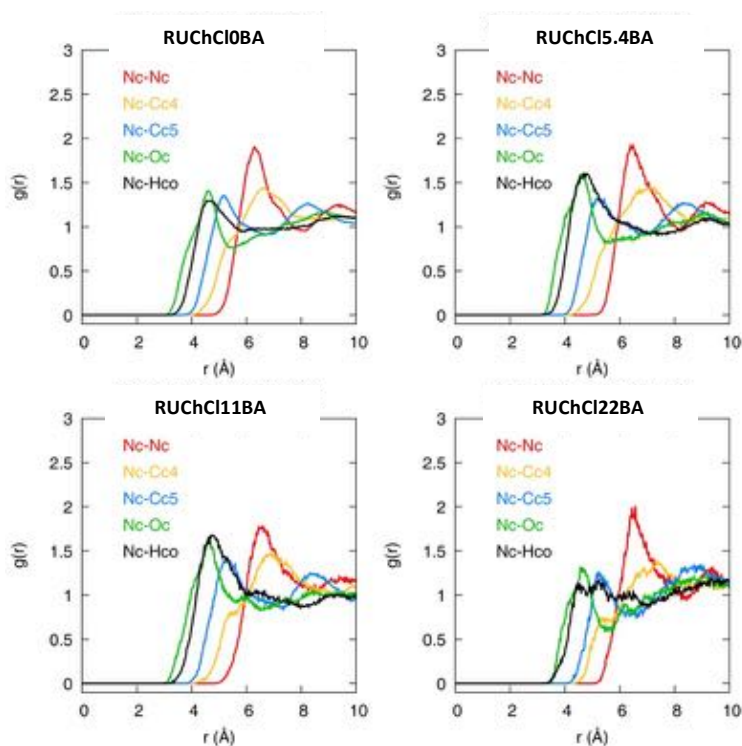 RUChCl0BA
3
2.5
2
1.5
1
0.5
0
g(r)
Nc-Nc
Nc-Cc4
Nc-Cc5
Nc-Oc
Nc-Hco
0 2 4 6 8 10
r (Å)
RUChCl5.4BA
3
2.5
2
1.5
1
0.5
0
g(r)
Nc-Nc
Nc-Cc4
Nc-Cc5
Nc-Oc
Nc-Hco
0 2 4 6 8 10
r (Å)
RUChCl11BA
3
2.5
2
1.5
1
0.5
0
g(r)
Nc-Nc
Nc-Cc4
Nc-Cc5
Nc-Oc
Nc-Hco
0 2 4 6 8 10
r (Å)
RUChCl22BA
3
2.5
2
1.5
1
0.5
0
g(r)
Nc-Nc
Nc-Cc4
Nc-Cc5
Nc-Oc
Nc-Hco
0 2 4 6 8 10
r (Å)